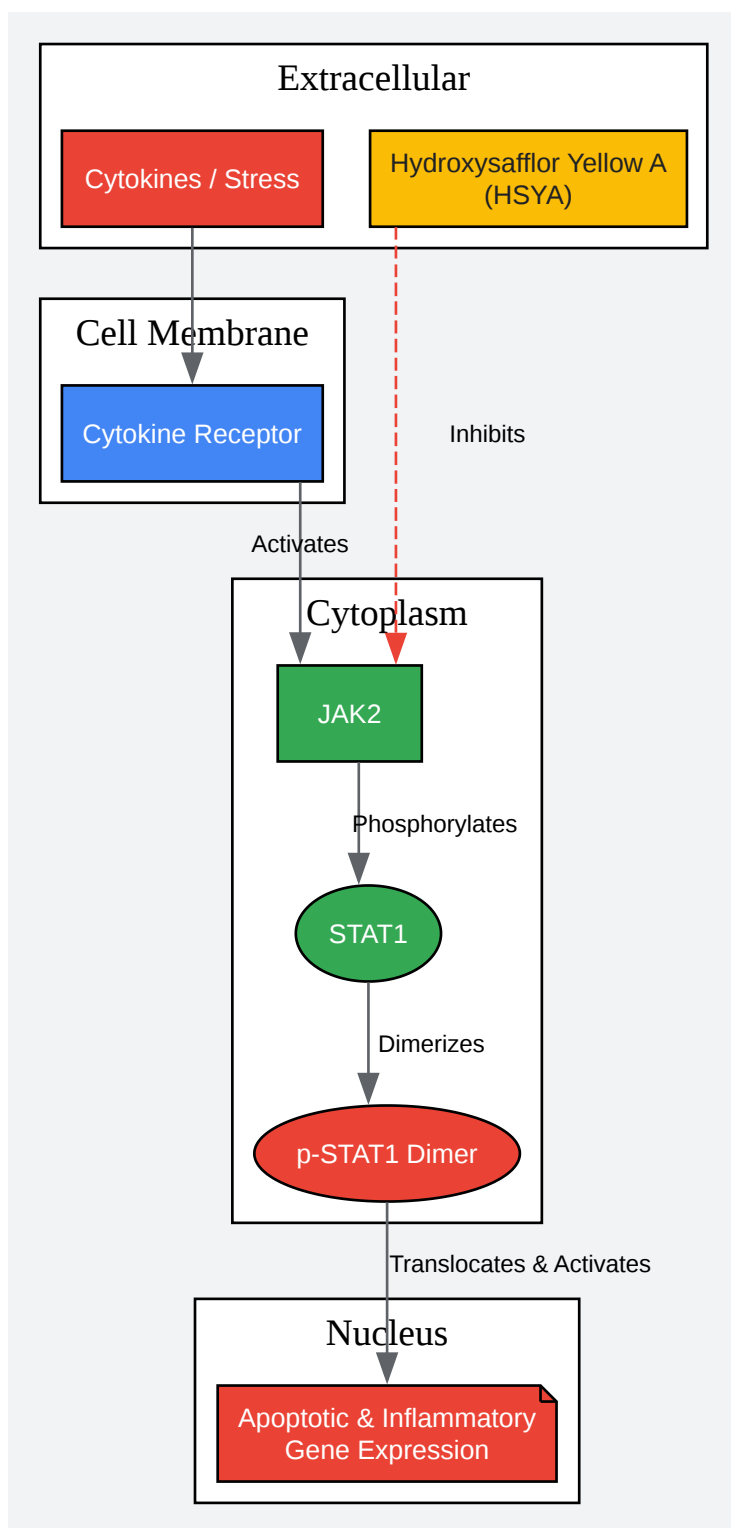 Extracellular
Cytokines / Stress
Hydroxysafflor Yellow A
(HSYA)
Cell Membrane
Cytokine Receptor
Inhibits
Activates
Cytoplasm
JAK2
Phosphorylates
STAT1
Dimerizes
p-STAT1 Dimer
Translocates & Activates
Nucleus
Apoptotic & Inflammatory
Gene Expression